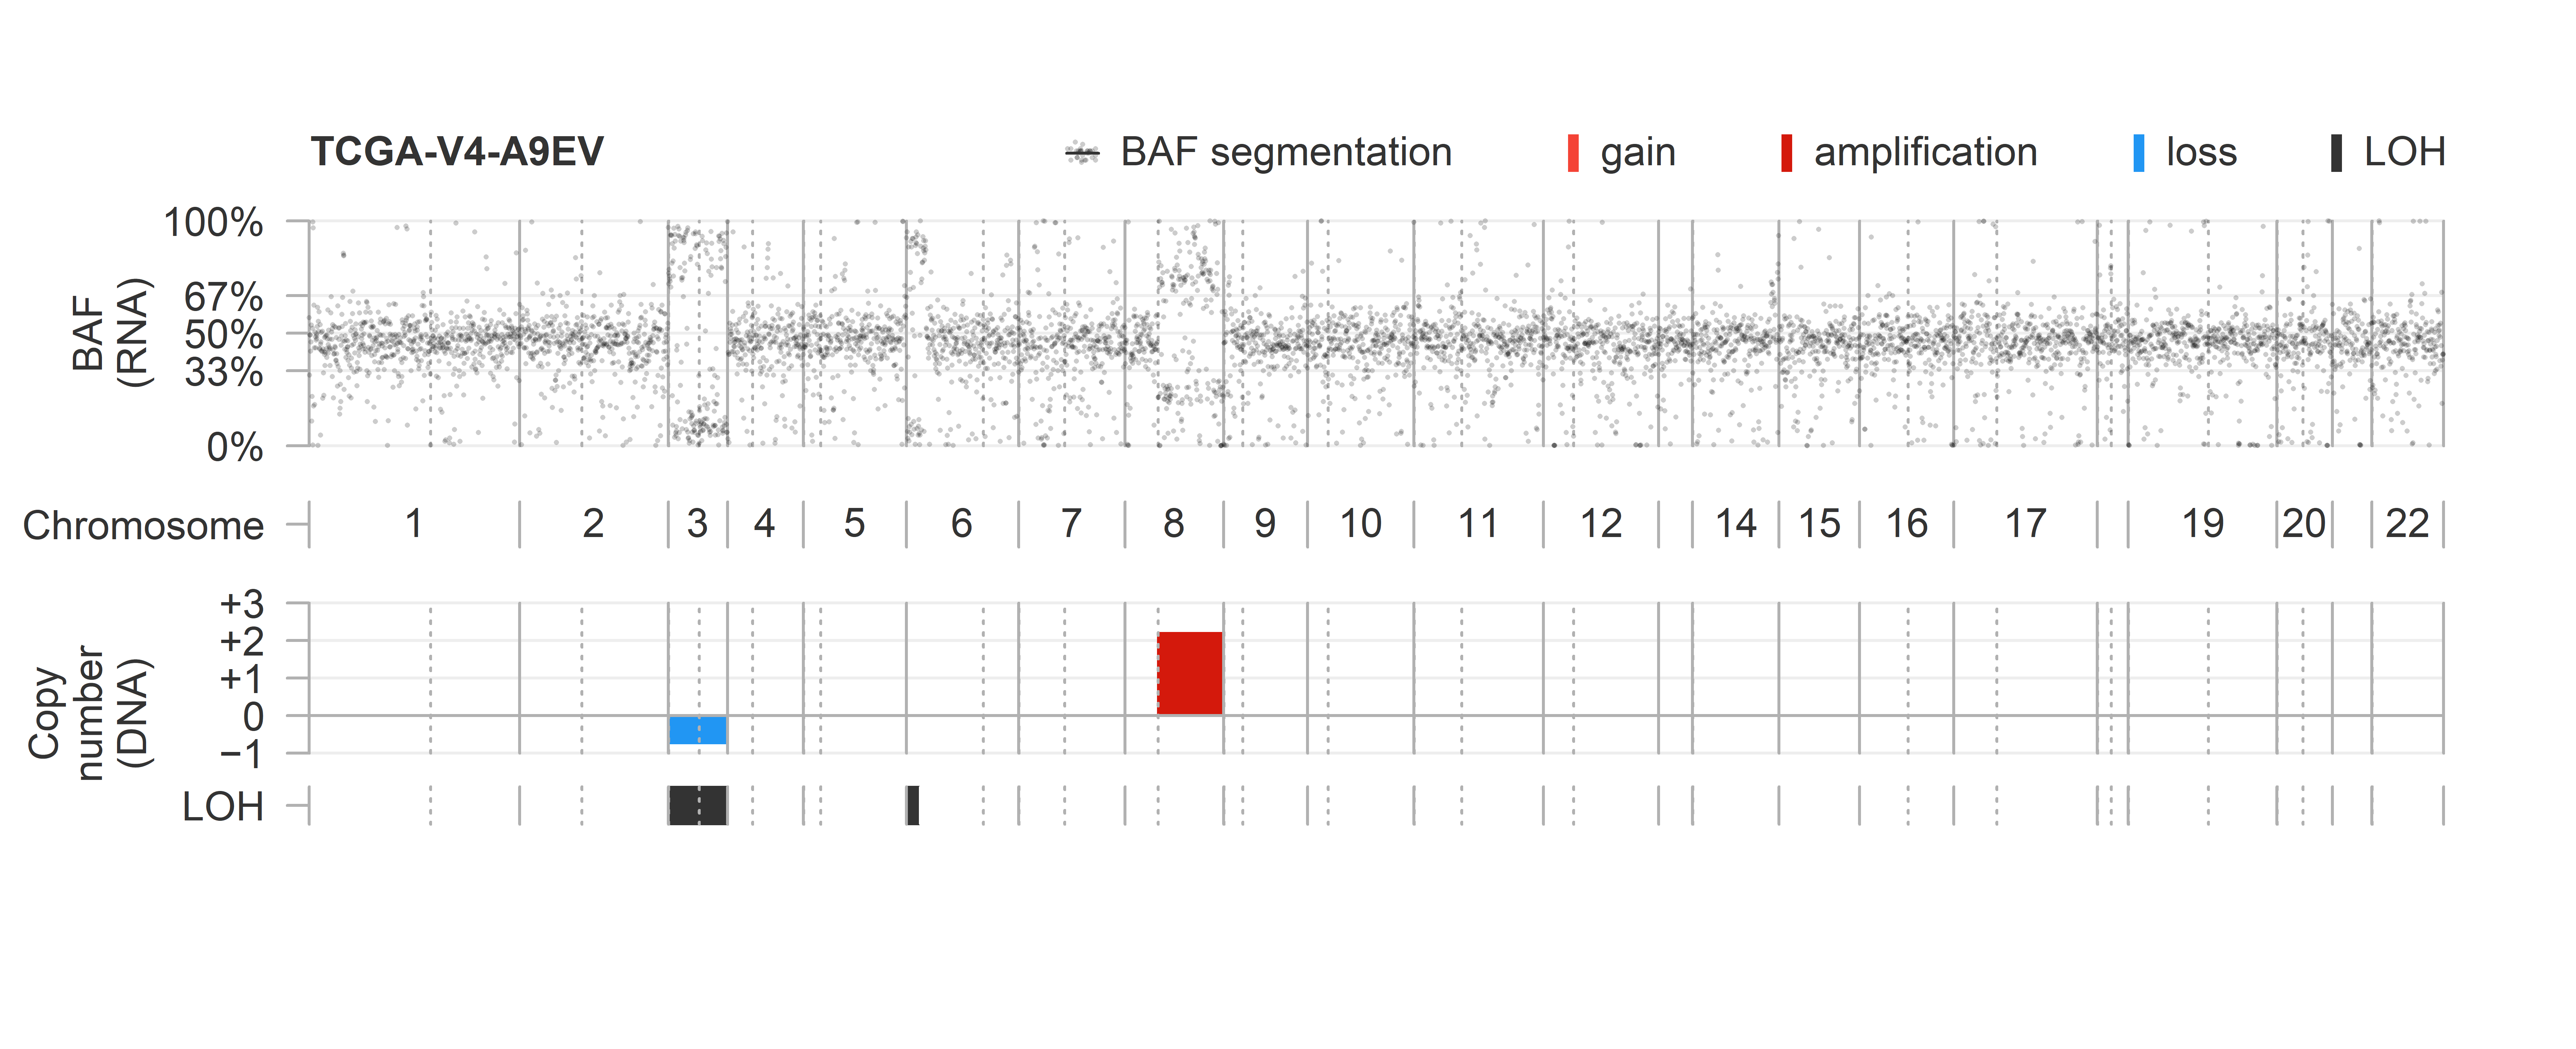 TCGA-V4-A9EV
BAF segmentation
gain
amplification
loss
LOH
BAF
(RNA)
100%
67%
50%
33%
0%
Chromosome
1 2 3 4 5 6 7 8 9 10 11 12 14 15 16 17 19 20 22
Copy
number
(DNA)
+3
+2
+1
0
−1
LOH